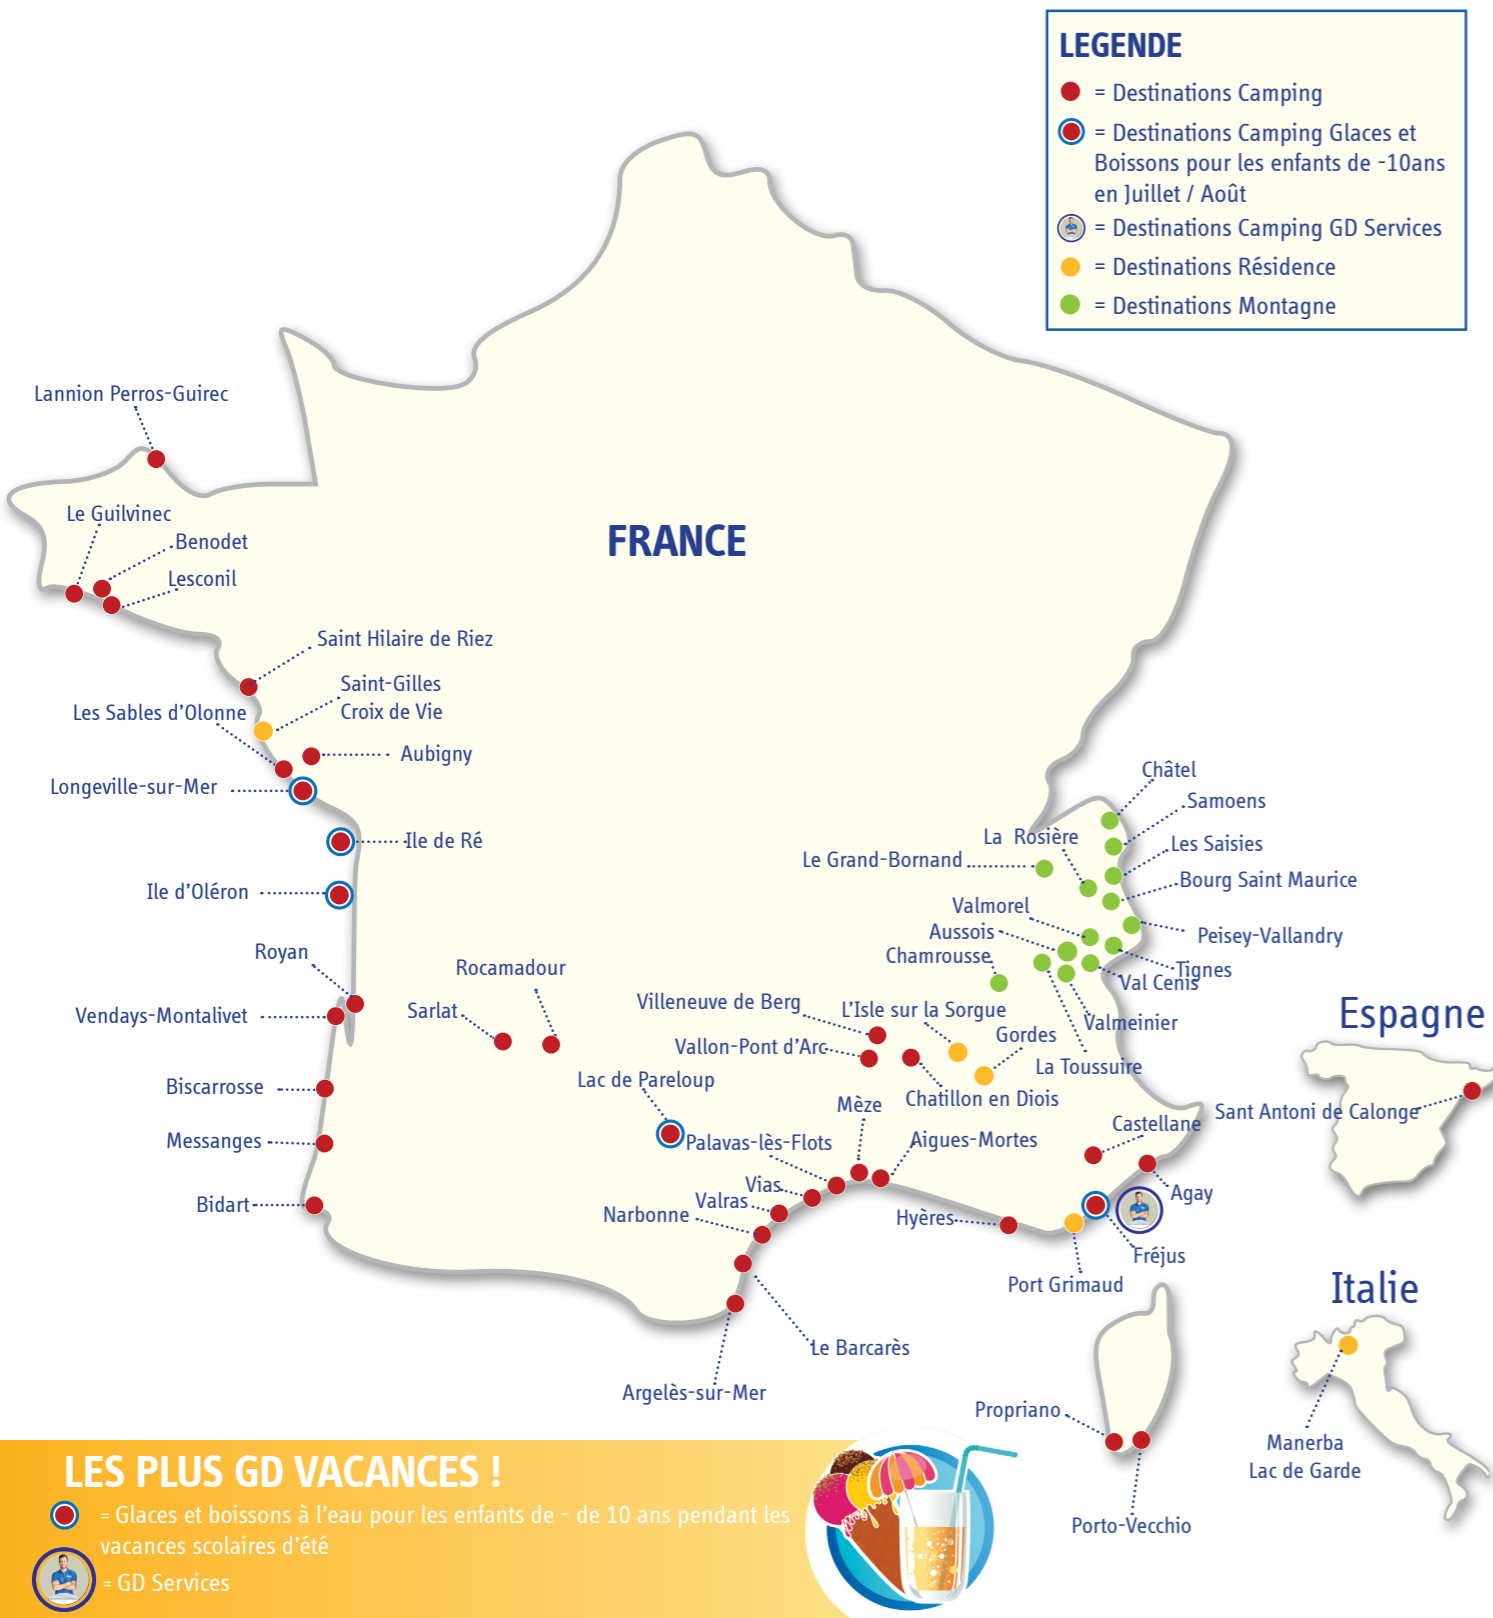 LEGENDE
= Destinations Camping
= Destinations Camping Glaces et
Boissons pour les enfants de -10ans
en Juillet / Août
= Destinations Camping GD Services
= Destinations Résidence
= Destinations Montagne
Lannion Perros-Guirec
Le Guilvinec
FRANCE
Benodet
Lesconil
Saint Hilaire de Riez
Saint-Gilles
Croix de Vie
Les Sables d'Olonne
Aubigny
Longeville-sur-Mer
Châtel
Samoens
La Rosière
Ile de Ré
Les Saisies
Le Grand-Bornand
Bourg Saint Maurice
Ile d'Oléron
Valmorel
Aussois
Peisey-Vallandry
Royan
Chamrousse
Rocamadour
Tignes
Val Cenis
Villeneuve de Berg
L'Isle sur la Sorgue
Sarlat
Vendays-Montalivet
Espagne
Valmeinier
Gordes
Vallon-Pont d'Arc
La Toussuire
Lac de Pareloup
Biscarrosse
Chatillon en Diois
Mèze
Sant Antoni de Calonge
Castellane
Messanges
Palavas-lès-Flots
Aigues-Mortes
Vias
Agay
Valras
Bidart
Narbonne
Hyères
Fréjus
Port Grimaud
Italie
Le Barcarès
Argelès-sur-Mer
Propriano
Manerba
Lac de Garde
Porto-Vecchio
LES PLUS GD VACANCES !
= Glaces et boissons à l'eau pour les enfants de - de 10 ans pendant les
vacances scolaires d'été
= GD Services